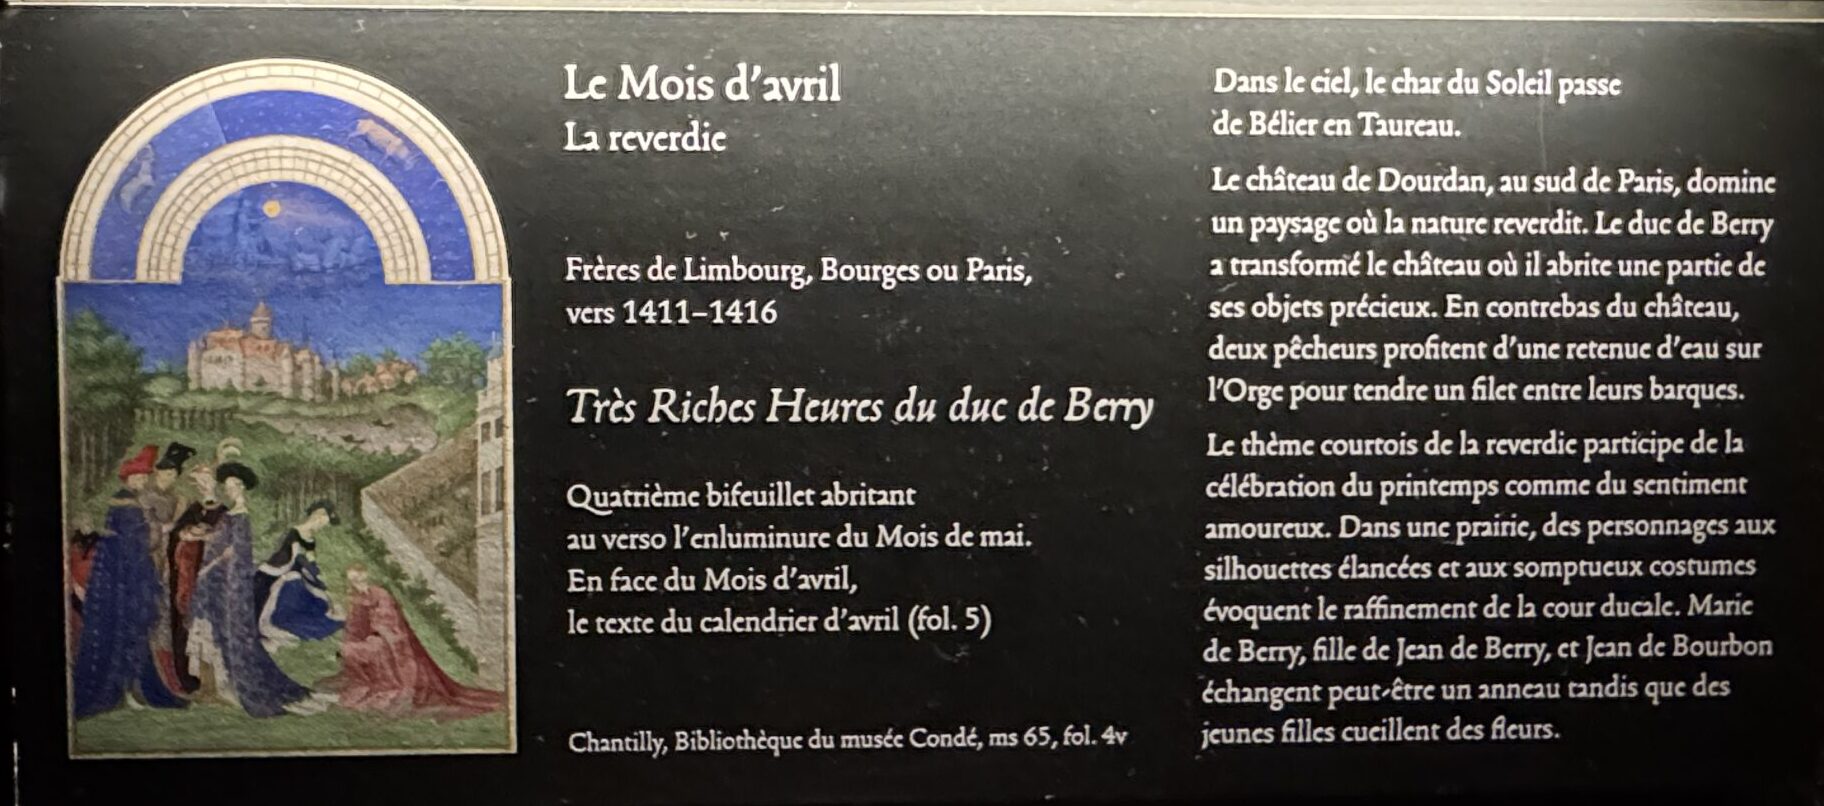 Le Mois d'avril
La reverdie
Frères de Limbourg, Bourges ou Paris,
vers 1411–1416
Très Riches Heures du duc de Berry
Quatrième bifeuillet abritant
au verso l'enluminure du Mois de mai.
En face du Mois d'avril,
le texte du calendrier d'avril (fol. 5)
Chantilly, Bibliothèque du musée Condé, ms 65, fol. 4v
Dans le ciel, le char du Soleil passe
de Bélier en Taureau.
Le château de Dourdan, au sud de Paris, domine
un paysage où la nature reverdit. Le duc de Berry
a transformé le château où il abrite une partie de
ses objets précieux. En contrebas du château,
deux pêcheurs profitent d'une retenue d'eau sur
l'Orge pour tendre un filet entre leurs barques.
Le thème courtois de la reverdie participe de la
célébration du printemps comme du sentiment
amoureux. Dans une prairie, des personnages aux
silhouettes élancées et aux somptueux costumes
évoquent le raffinement de la cour ducale. Marie
de Berry, fille de Jean de Berry, et Jean de Bourbon
échangent peut-être un anneau tandis que des
jeunes filles cueillent des fleurs.